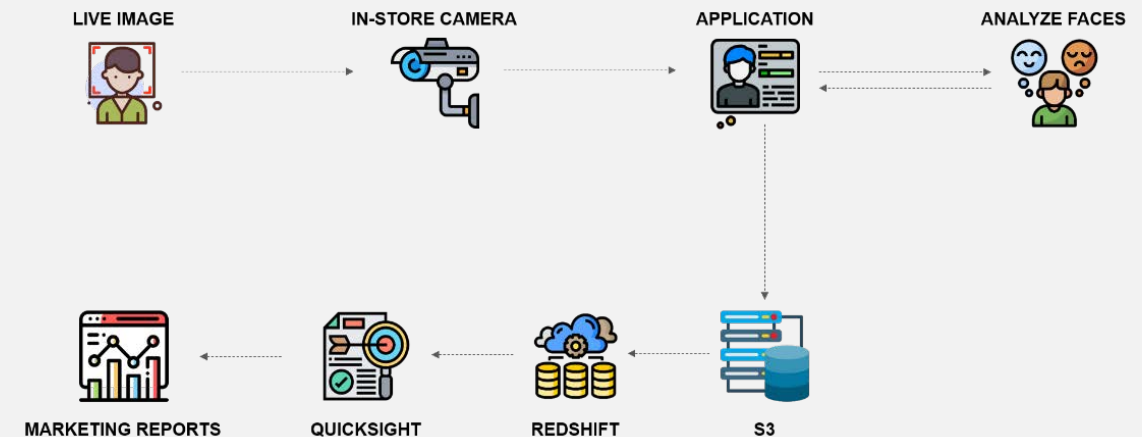 LIVE IMAGE
IN-STORE CAMERA
APPLICATION
ANALYZE FACES
MARKETING REPORTS
QUICKSIGHT
REDSHIFT
S3